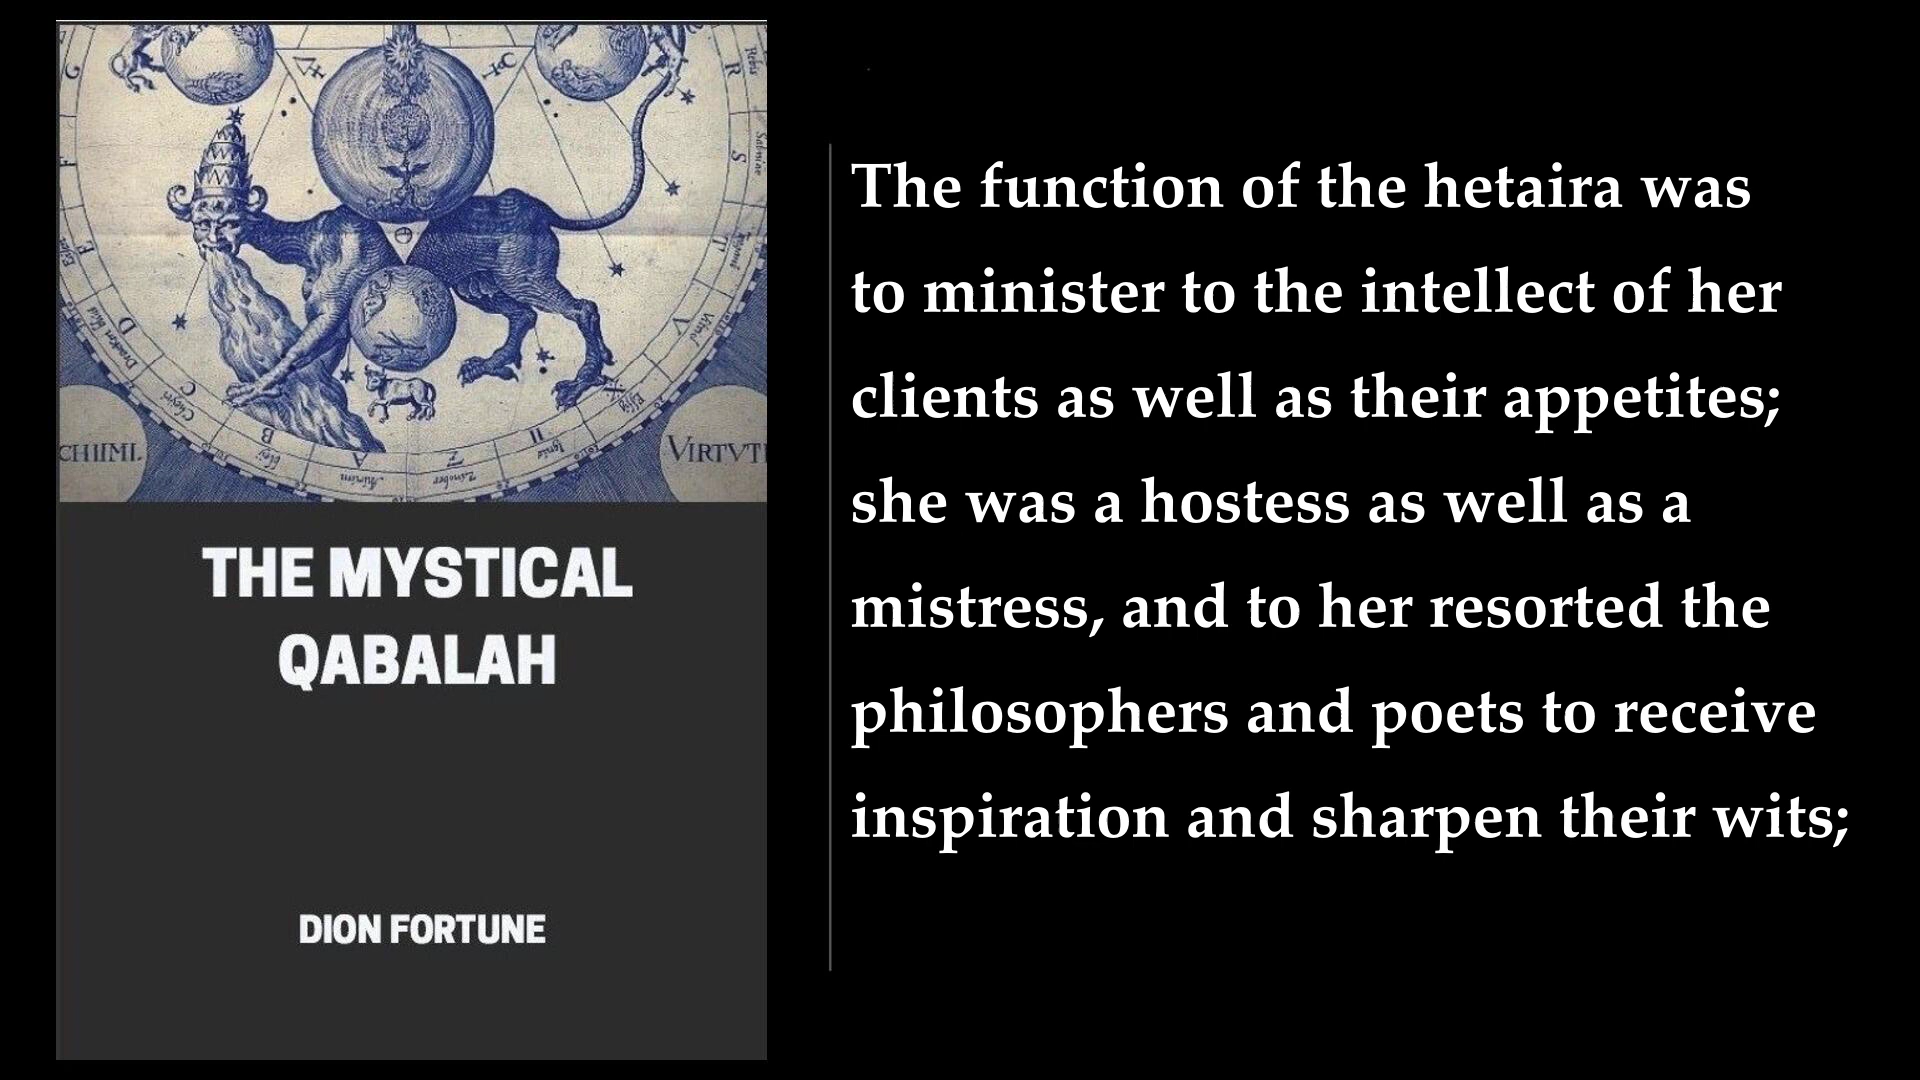 THE MYSTICAL
QABALAH
DION FORTUNE
The function of the hetaira was
to minister to the intellect of her
clients as well as their appetites;
she was a hostess as well as a
mistress, and to her resorted the
philosophers and poets to receive
inspiration and sharpen their wits;
CHIIMI.
VIRTVTI
G
F
E
D
C
B
A
Z
R
S
T
V
X
II